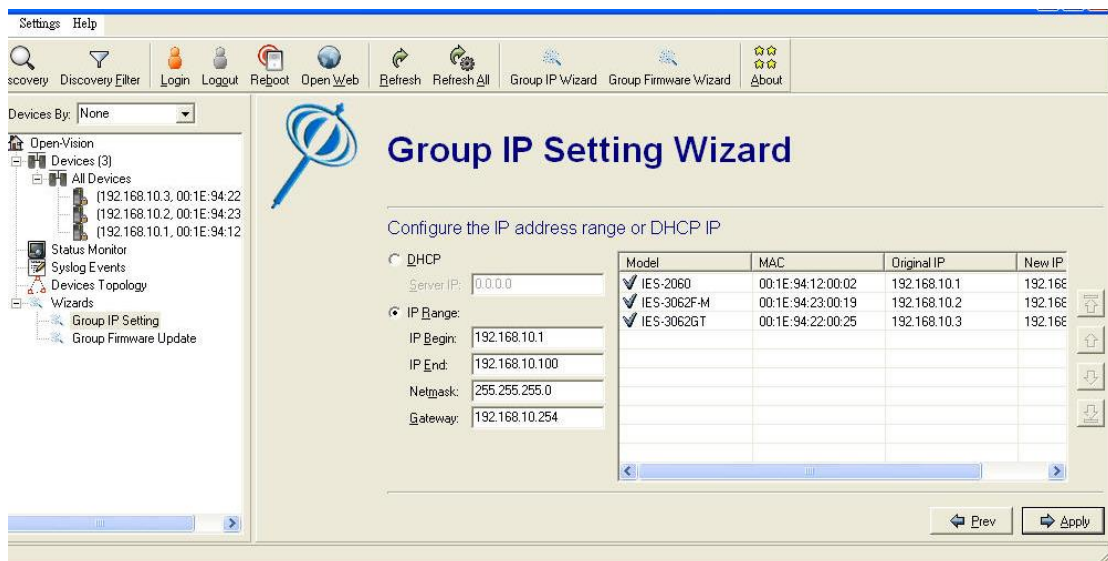 Settings Help
scovery Discovery Filter Login Logout Reboot Open Web Refresh Refresh All Group IP Wizard Group Firmware Wizard About
Devices By: None
Open-Vision
Devices (3)
All Devices
(192.168.10.3, 00:1E:94:22
(192.168.10.2, 00:1E:94:23
(192.168.10.1, 00:1E:94:12
Status Monitor
Syslog Events
Devices Topology
Wizards
Group IP Setting
Group Firmware Update
Group IP Setting Wizard
Configure the IP address range or DHCP IP
DHCP
Server IP: 0.0.0.0
IP Range:
IP Begin: 192.168.10.1
IP End: 192.168.10.100
Netmask: 255.255.255.0
Gateway: 192.168.10.254
Model MAC Original IP New IP
IES-2060 00:1E:94:12:00:02 192.168.10.1 192.168
IES-3062F-M 00:1E:94:23:00:19 192.168.10.2 192.168
IES-3062GT 00:1E:94:22:00:25 192.168.10.3 192.168
Prev Apply